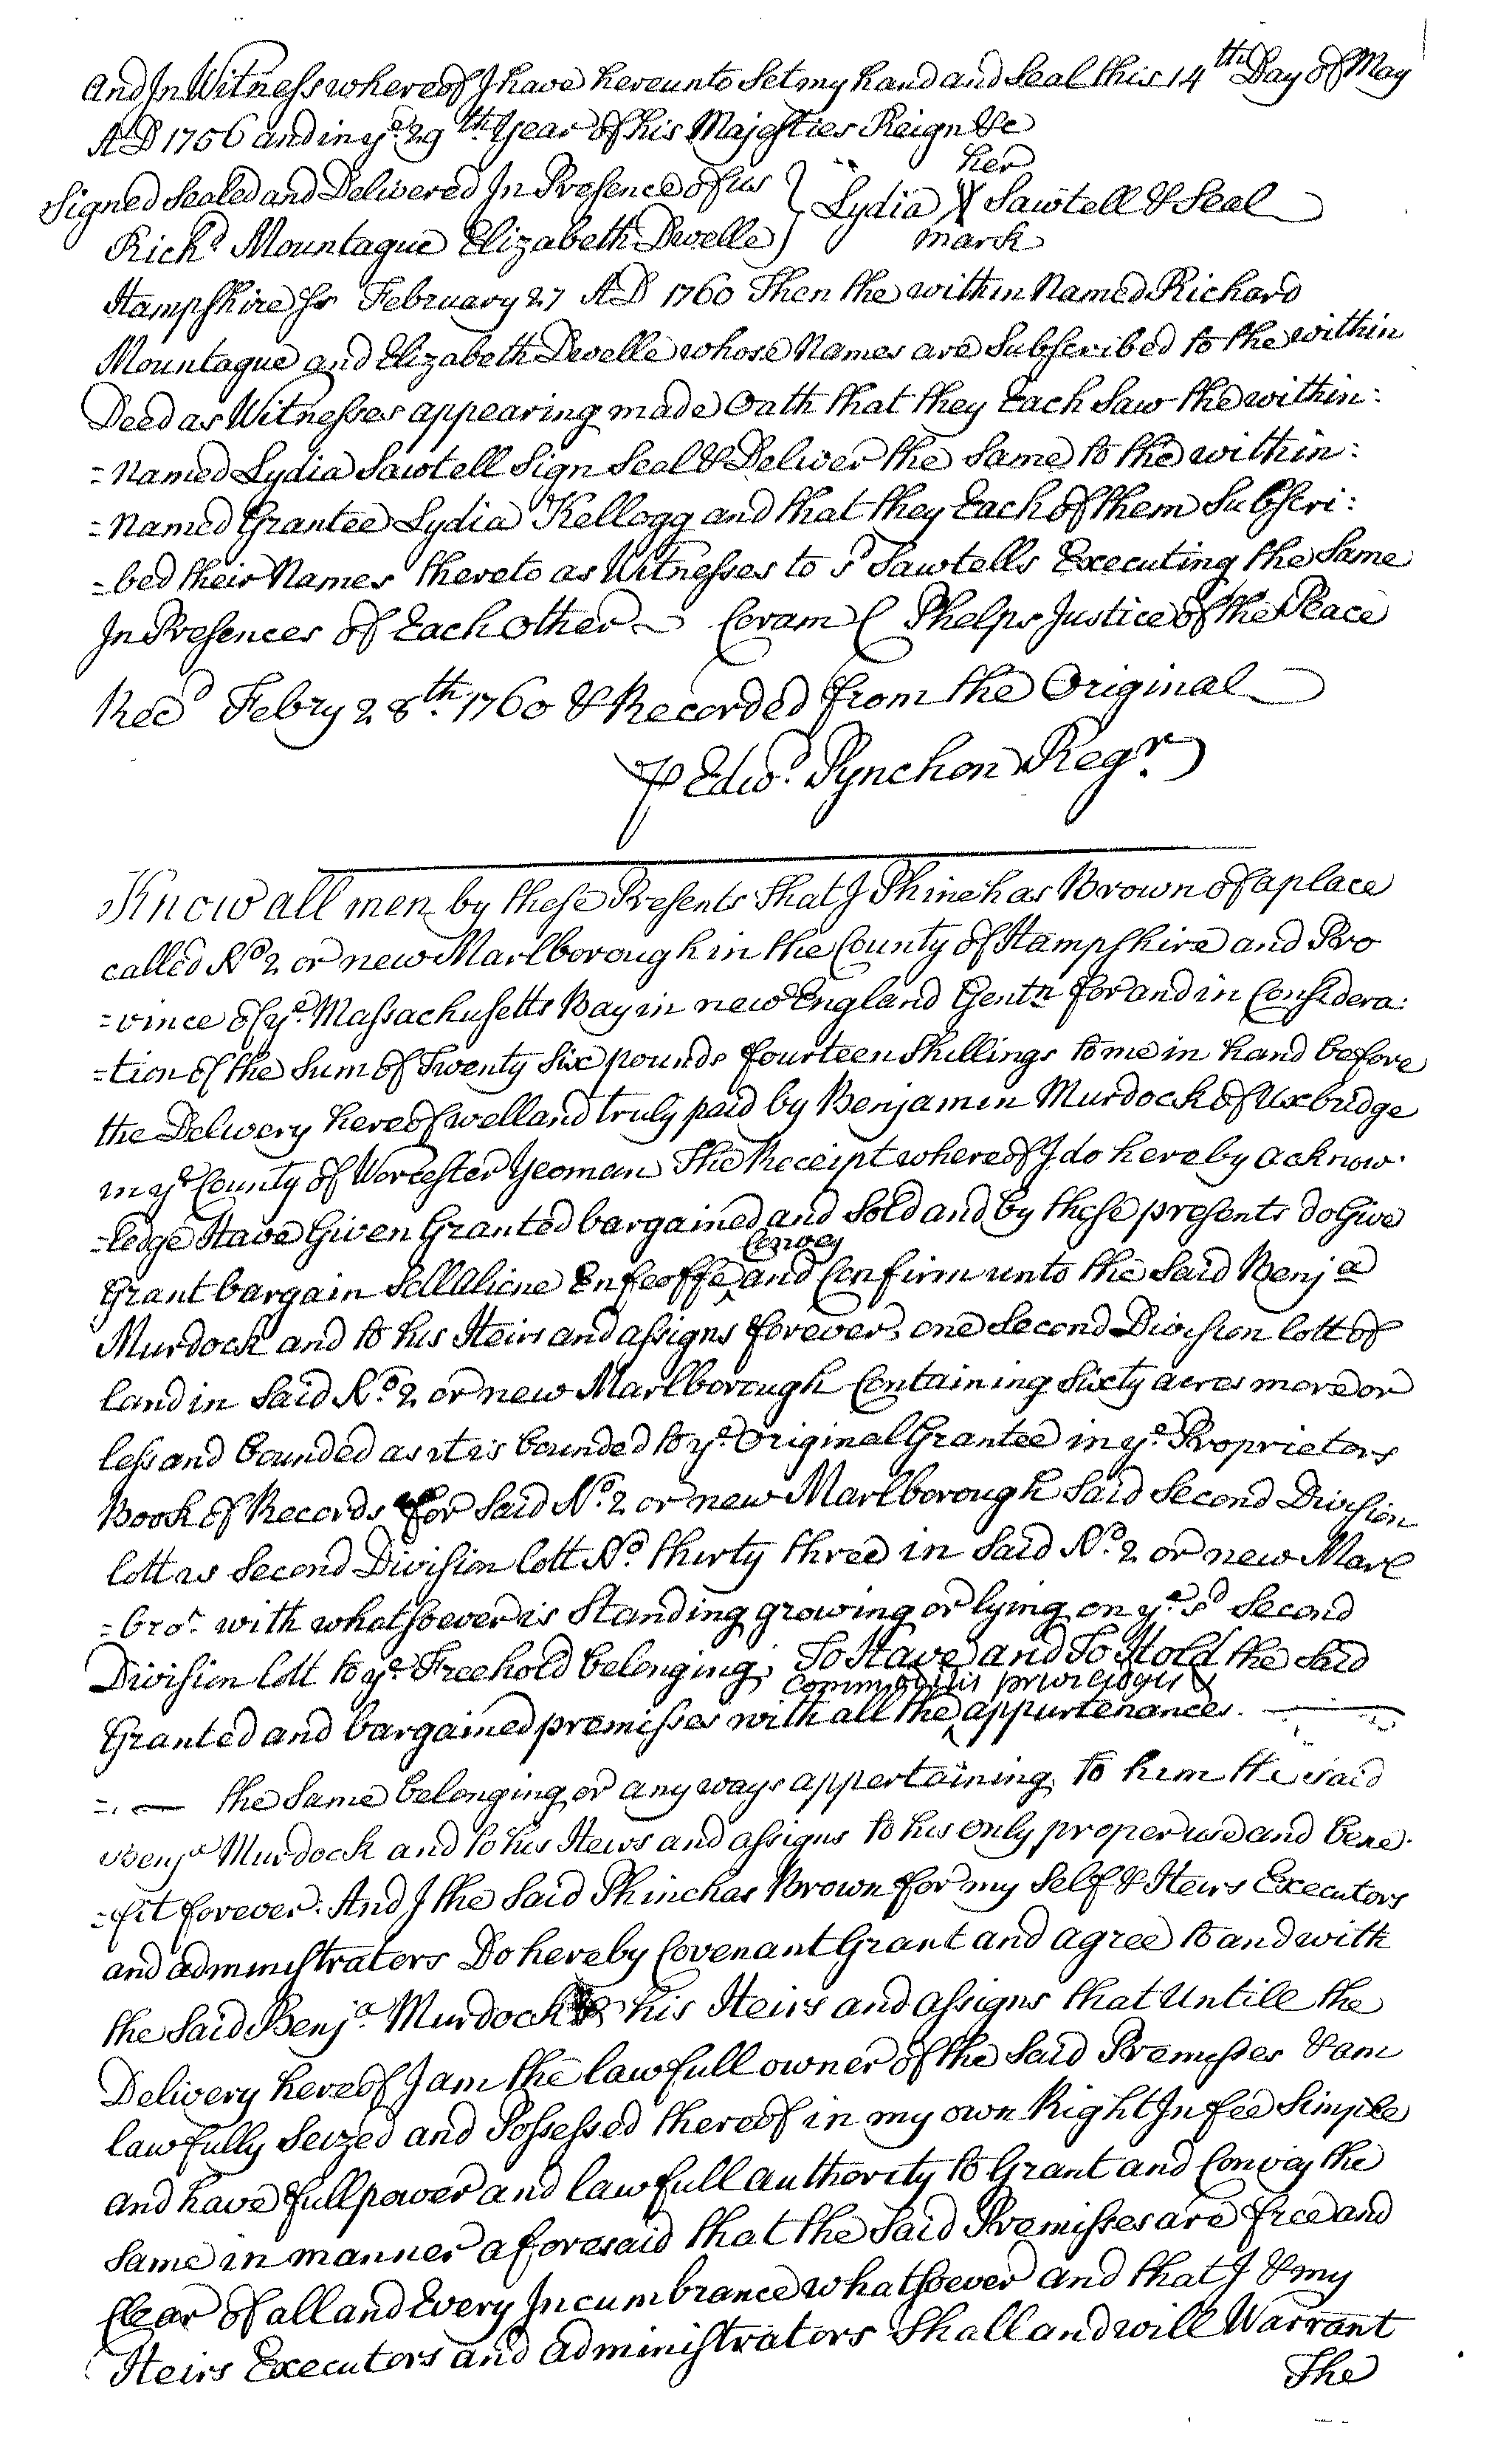 And In Witness whereof I have hereunto Set my hand and Seal this 14th Day of May
AD 1756 and in ye. 29th. Year of his Majesties Reign &c
her
Signed Sealed and Delivered In Presence of us } Lydia X Sawtell & Seal
Richd Mountague Elizabeth Dwelle } mark
Hampshire ss February 27 AD 1760 Then the within Named Richard
Mountague and Elizabeth Dwelle whose Names are Subscribed to the within
Deed as Witnesses appearing made Oath that they Each Saw the within:
=Named Lydia Sawtell Sign Seal & Deliver the Same to the within:
=Named Grantee Lydia Kellogg and that they Each of them Subscri:
=bed their Names thereto as Witnesses to sd Sawtells Executing the Same
In Presences of Each Other Coram C Phelps Justice of the Peace
Recd Febry 28th. 1760 & Recorded from the Original
P Edwd. Pynchon Regr.
Know all men by these Presents That I Phinehas Brown of a place
called No 2 or new Marlborough in the County of Hampshire and Pro
=vince of ye. Massachusetts Bay in new England Gentn for and in Considera:
=tion of the Sum of Twenty Six pounds fourteen Shillings to me in hand before
the Delivery hereof well and truly paid by Benjamin Murdock of Uxbridge
in ye County of Worcester Yeoman The Receipt whereof I do hereby acknow
=ledge Have Given Granted bargained and Sold and by these presents do Give
Convey
Grant bargain Sell aliene Enfeoffe ^ and Confirm unto the Said Benja
Murdock and to his Heirs and assigns forever, one Second Division lott of
land in Said No. 2 or new Marlborough Containing Sixty acres more or
less and bounded as it is bounded to ye. Original Grantee in ye. Proprietors
Book of Records for Said No. 2 or new Marlborough Said Second Division
lott is Second Division lott No. thirty three in Said No. 2 or new Marl
=bro'. with whatsoever is Standing growing or lying on ye. sd Second
Division lott to ye. Freehold belonging; To Have and To Hold the Said
Commodities priviledges &
Granted and bargained premisses with all the ^ appurtenances.
the Same belonging or any ways appertaining, to him the Said
Benja Murdock and to his Heirs and assigns to his only proper use and bene
=fit forever. And I the Said Phinehas Brown for my Self & Heirs Executors
and administrators Do hereby Covenant Grant and agree to and with
the Said Benja. Murdock & his Heirs and assigns that Untill the
Delivery hereof I am the lawfull owner of the Said Premisses & am
lawfully Seized and Possessed thereof in my own Right In fee Simple
and have full power and lawfull authority to Grant and Convey the
Same in manner aforesaid that the Said Premisses are free and
Clear of all and Every Incumbrance whatsoever and that I & my
Heirs Executors and administrators Shall and will Warrant
The